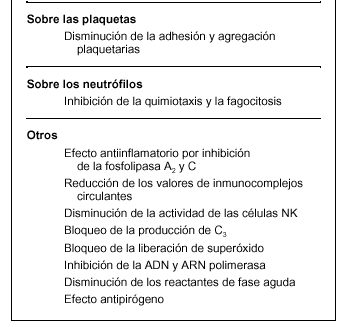 Sobre las plaquetas
Disminución de la adhesión y agregación
plaquetarias
Sobre los neutrófilos
Inhibición de la quimiotaxis y la fagocitosis
Otros
Efecto antiinflamatorio por inhibición
de la fosfolipasa A₂ y C
Reducción de los valores de inmunocomplejos
circulantes
Disminución de la actividad de las células NK
Bloqueo de la producción de C₃
Bloqueo de la liberación de superóxido
Inhibición de la ADN y ARN polimerasa
Disminución de los reactantes de fase aguda
Efecto antipirógeno